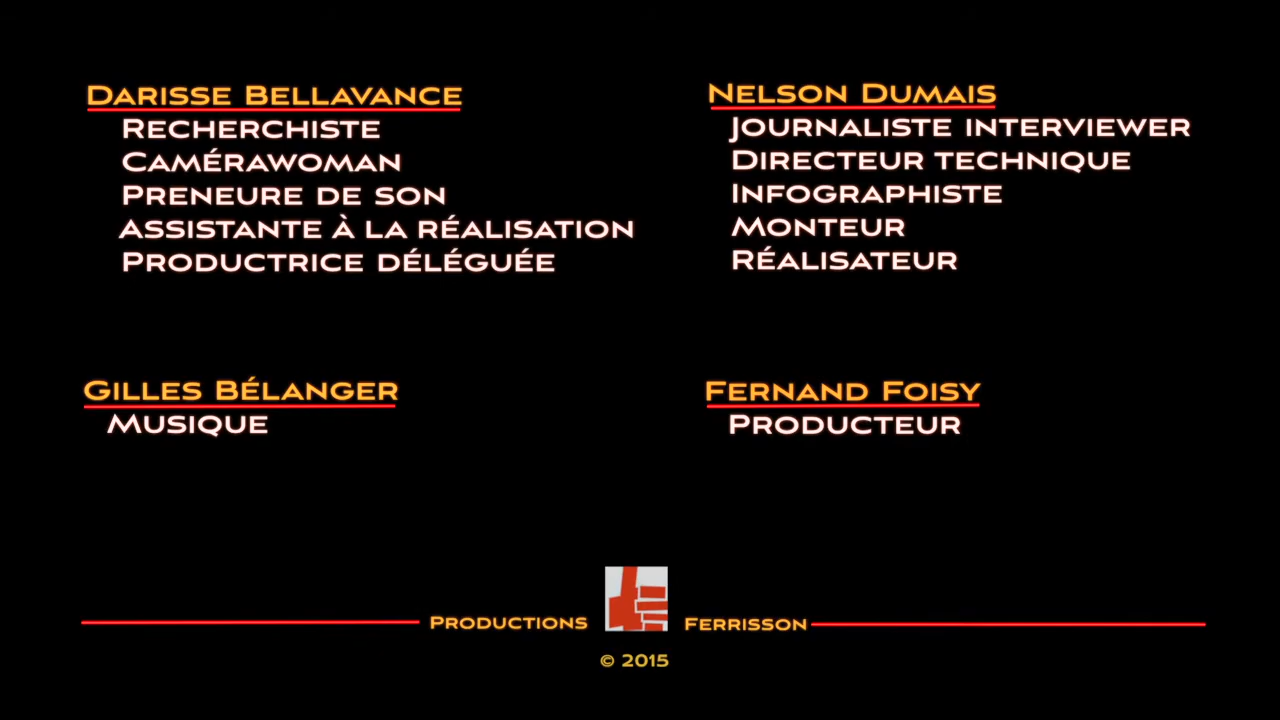 Darisse Bellavance
Recherchiste
Camérawoman
Preneure de son
Assistante à la réalisation
Productrice déléguée
Nelson Dumais
Journaliste interviewer
Directeur technique
Infographiste
Monteur
Réalisateur
Gilles Bélanger
Musique
Fernand Foisy
Producteur
Productions Ferrisson
© 2015